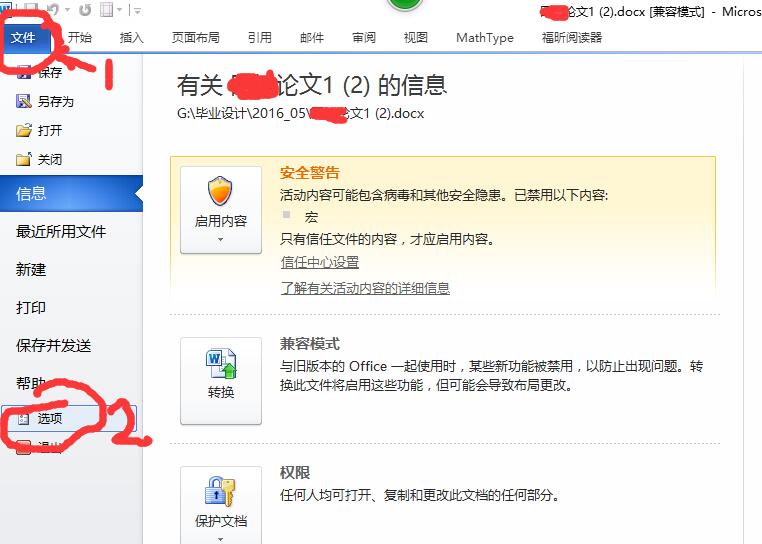 论文1 (2).docx [兼容模式] - Micros
文件 开始 插入 页面布局 引用 邮件 审阅 视图 MathType 福昕阅读器
1
保存
另存为
打开
关闭
信息
最近所用文件
新建
打印
保存并发送
帮助
选项
2.
退出
有关 论文1 (2) 的信息
G:\毕业设计\2016_05\论文1 (2).docx
启用内容
安全警告
活动内容可能包含病毒和其他安全隐患。已禁用以下内容:
宏
只有信任文件的内容，才应启用内容。
信任中心设置
了解有关活动内容的详细信息
转换
兼容模式
与旧版本的 Office 一起使用时，某些新功能被禁用，以防止出现问题。转
换此文件将启用这些功能，但可能会导致布局更改。
保护文档
权限
任何人均可打开、复制和更改此文档的任何部分。